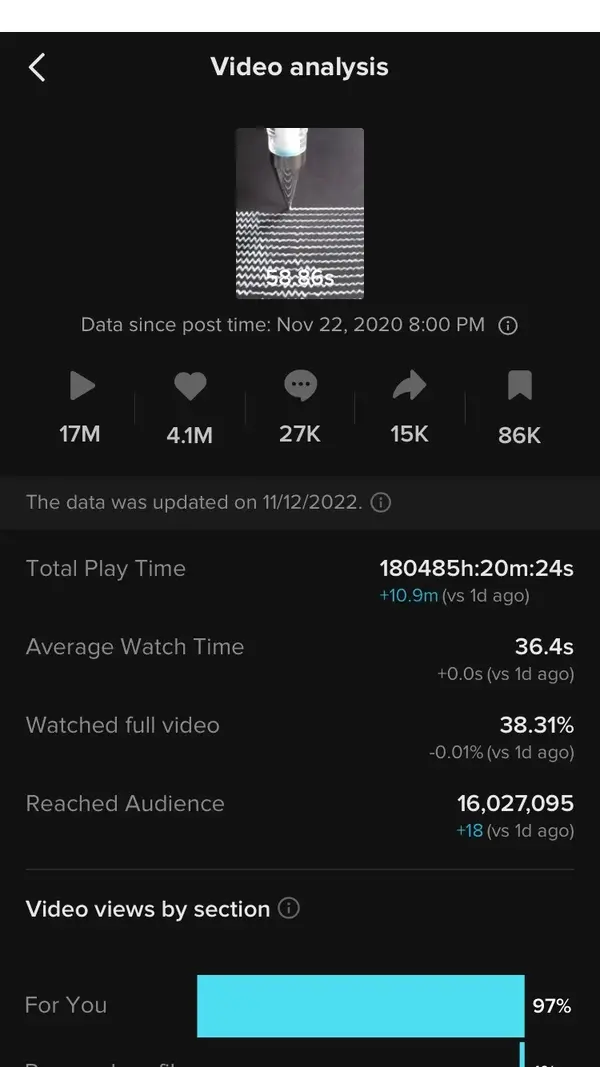 Video analysis
58.86s
Data since post time: Nov 22, 2020 8:00 PM
17M 4.1M 27K 15K 86K
The data was updated on 11/12/2022.
Total Play Time 180485h:20m:24s
+10.9m (vs 1d ago)
Average Watch Time 36.4s
+0.0s (vs 1d ago)
Watched full video 38.31%
-0.01% (vs 1d ago)
Reached Audience 16,027,095
+18 (vs 1d ago)
Video views by section
For You 97%